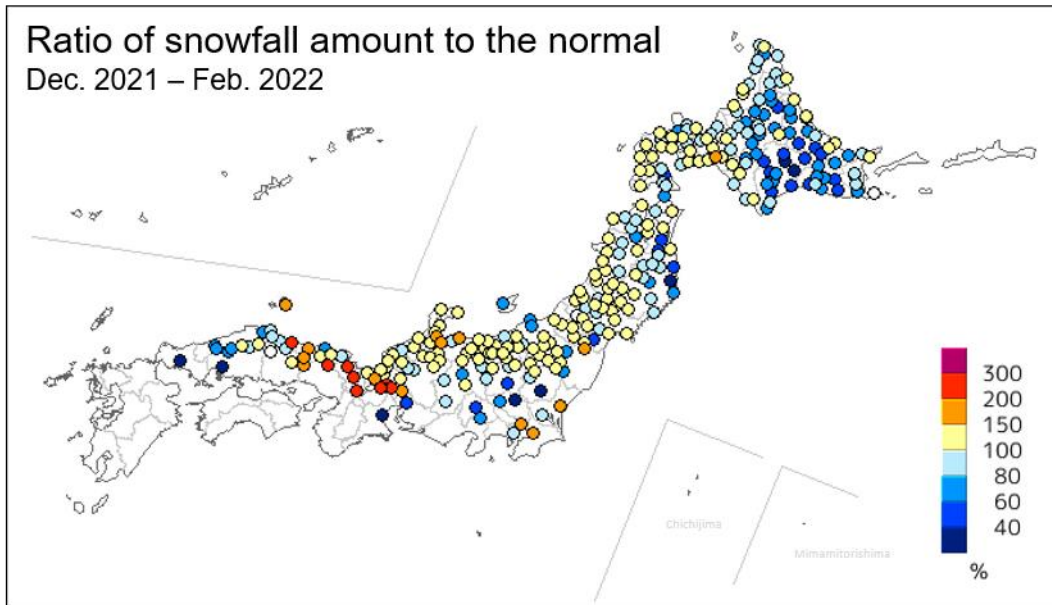 Ratio of snowfall amount to the normal
Dec. 2021 – Feb. 2022
300
200
150
100
80
60
40
%
Chichijima
Mimamitorishima